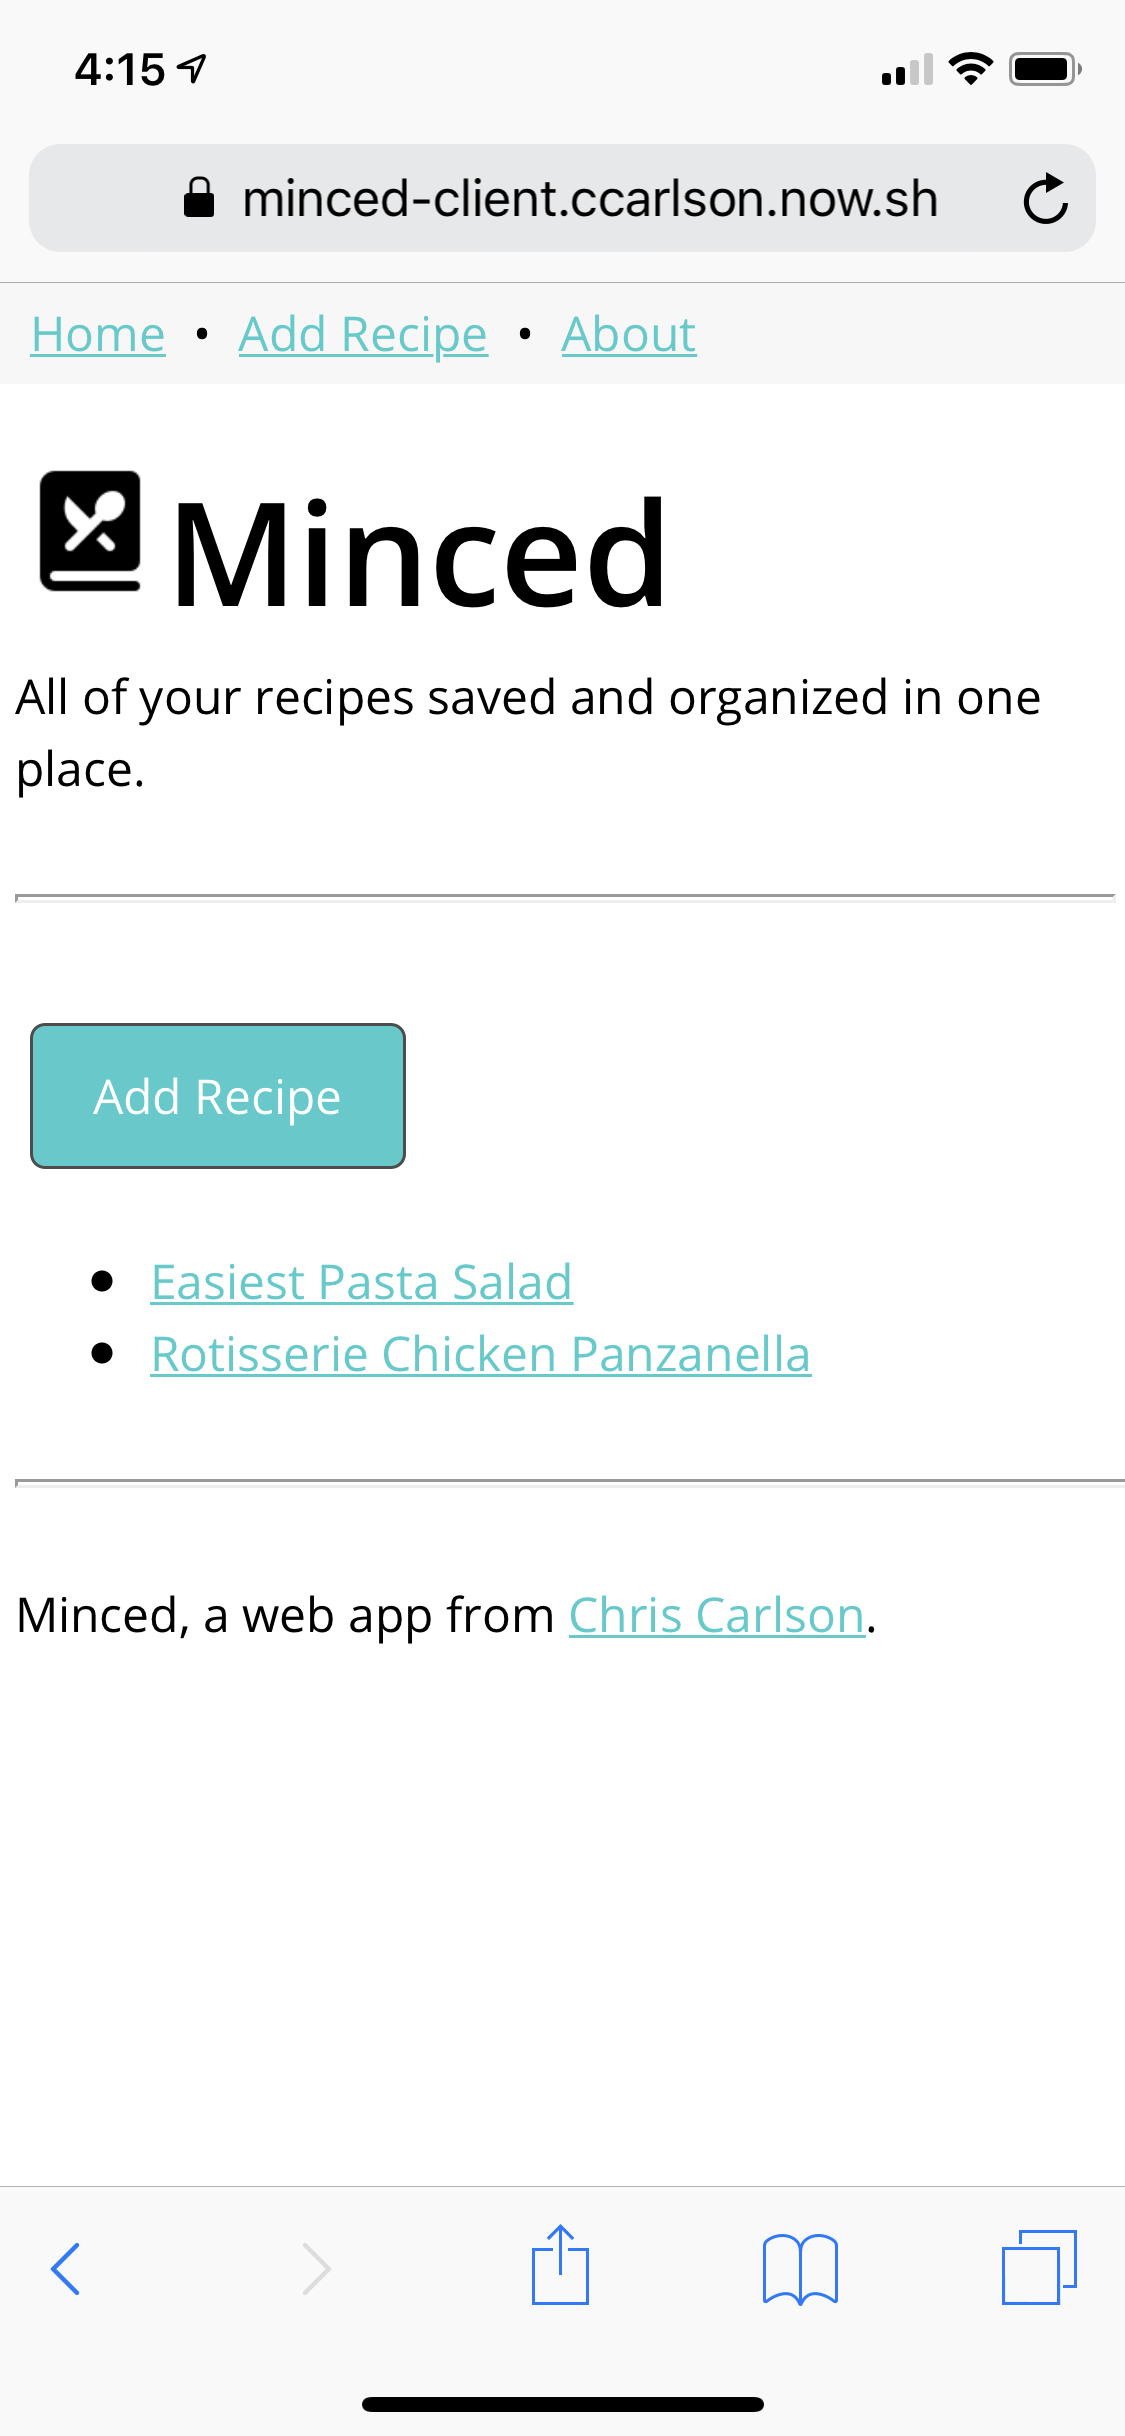 4:15
minced-client.ccarlson.now.sh
Home • Add Recipe • About
Minced
All of your recipes saved and organized in one
place.
Add Recipe
• Easiest Pasta Salad
• Rotisserie Chicken Panzanella
Minced, a web app from Chris Carlson.